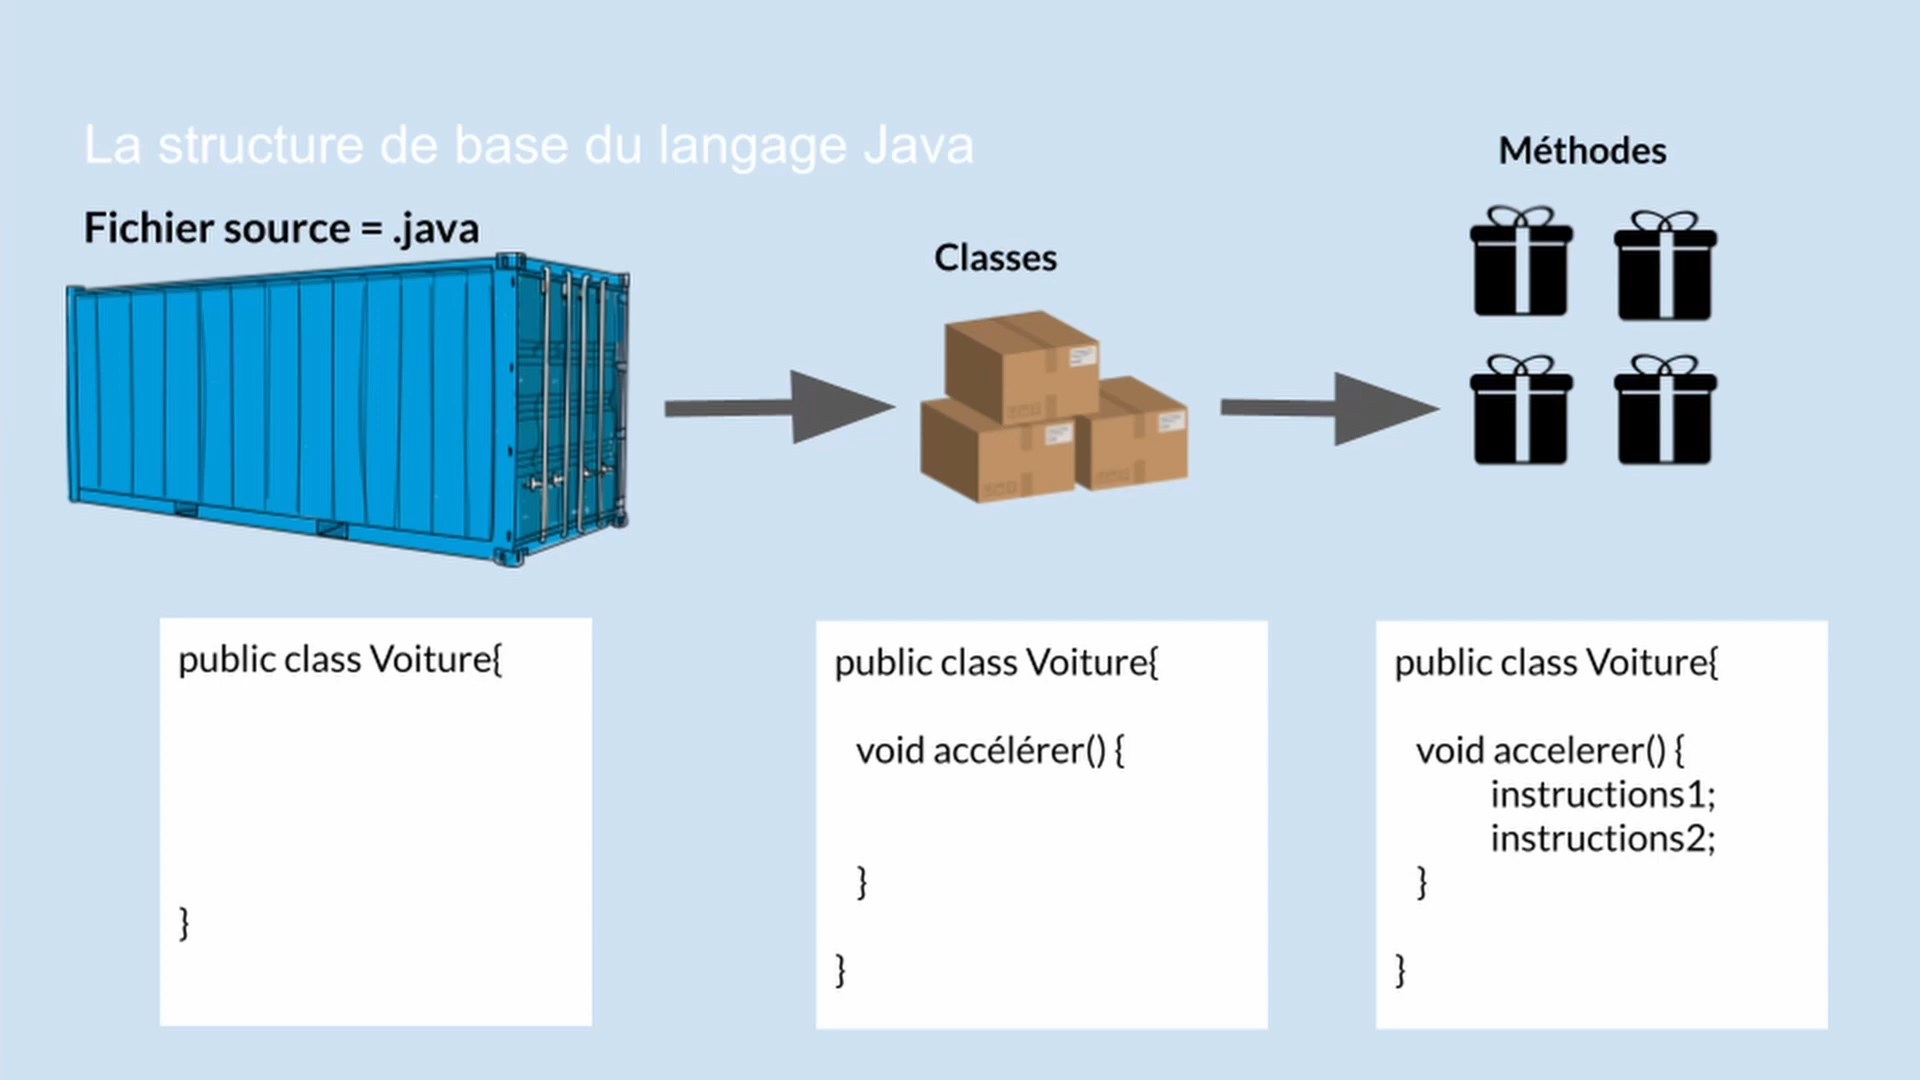 La structure de base du langage Java
Fichier source = .java
Classes
Méthodes
public class Voiture{
}
public class Voiture{
void accélérer() {
}
}
public class Voiture{
void accelerer() {
instructions1;
instructions2;
}
}